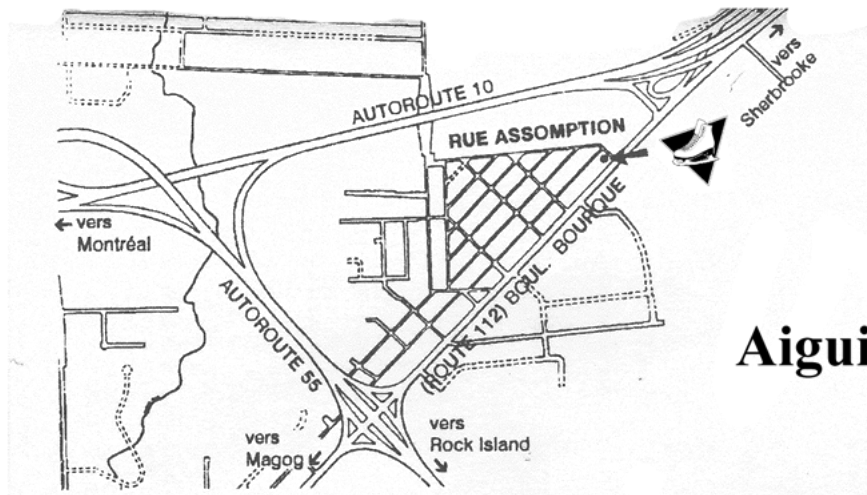 AUTOROUTE 10
RUE ASSOMPTION
vers
Sherbrooke
vers
Montréal
AUTOROUTE 55
(ROUTE 112) BOUL. BOURQUE
Aigui
vers
Magog
vers
Rock Island